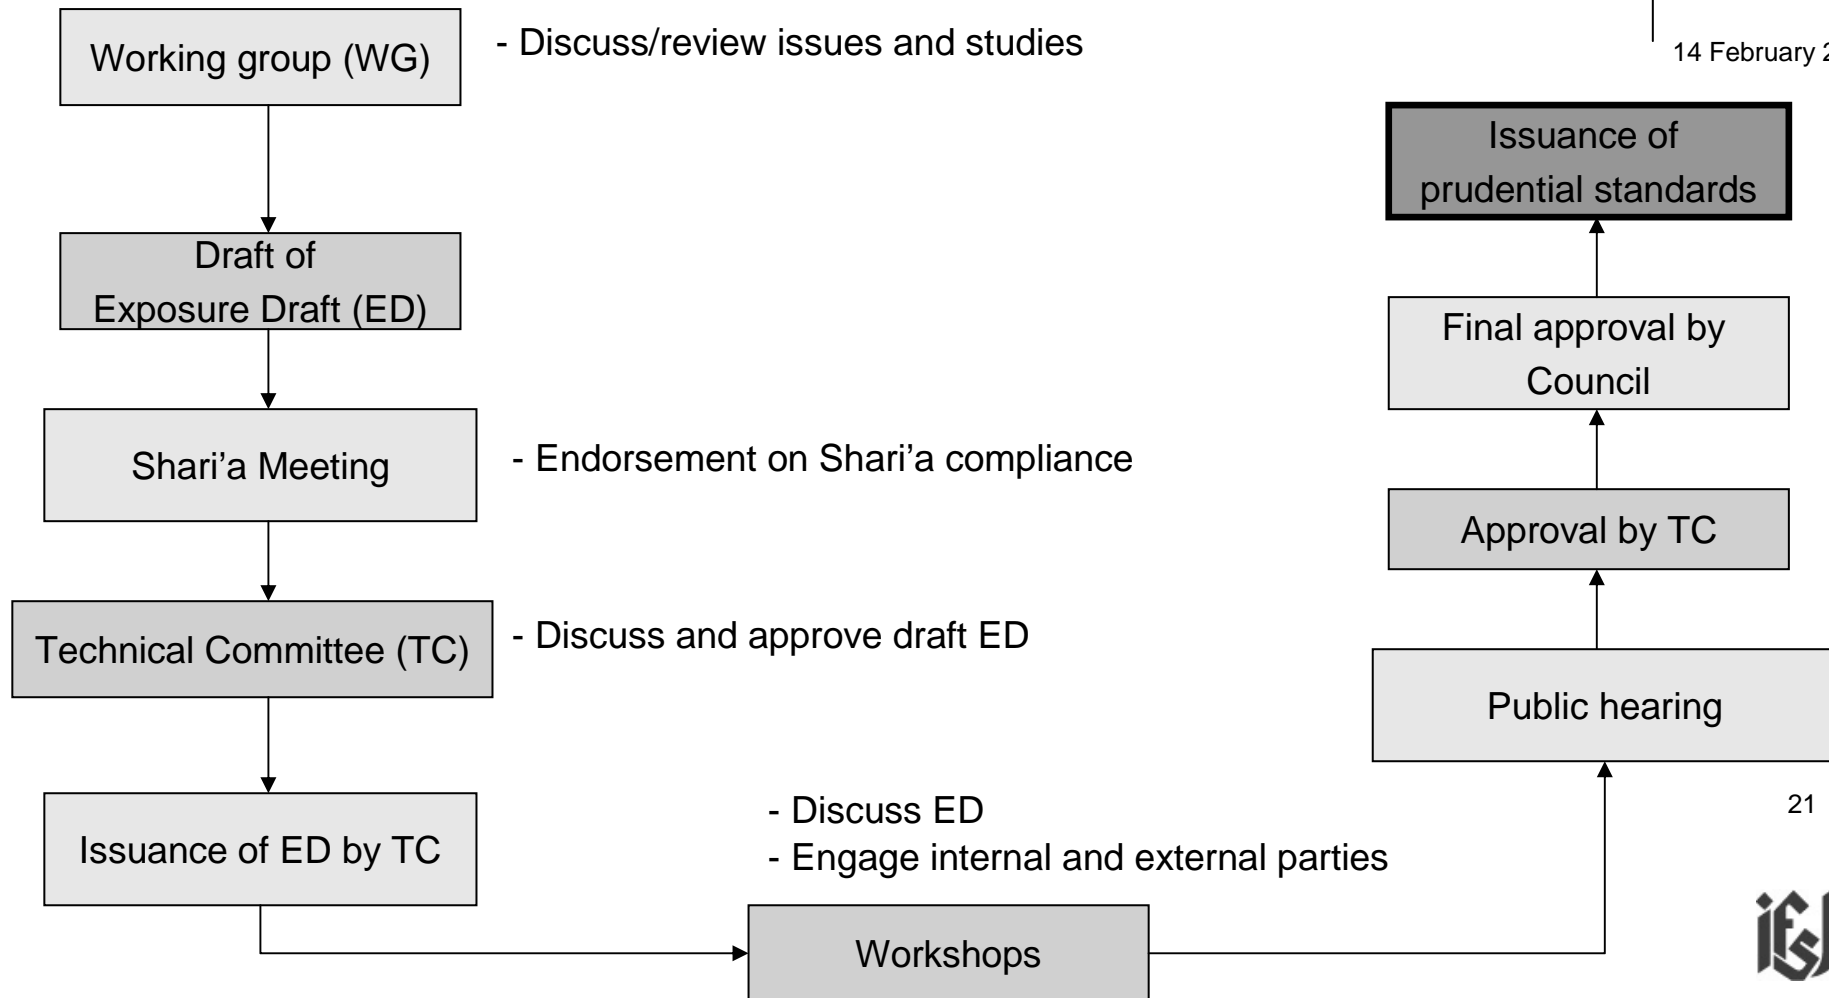 Working group (WG)
- Discuss/review issues and studies
14 February
Draft of
Exposure Draft (ED)
Shari'a Meeting
- Endorsement on Shari'a compliance
Technical Committee (TC)
- Discuss and approve draft ED
Issuance of ED by TC
- Discuss ED
- Engage internal and external parties
Workshops
Public hearing
Approval by TC
Final approval by
Council
Issuance of
prudential standards
21